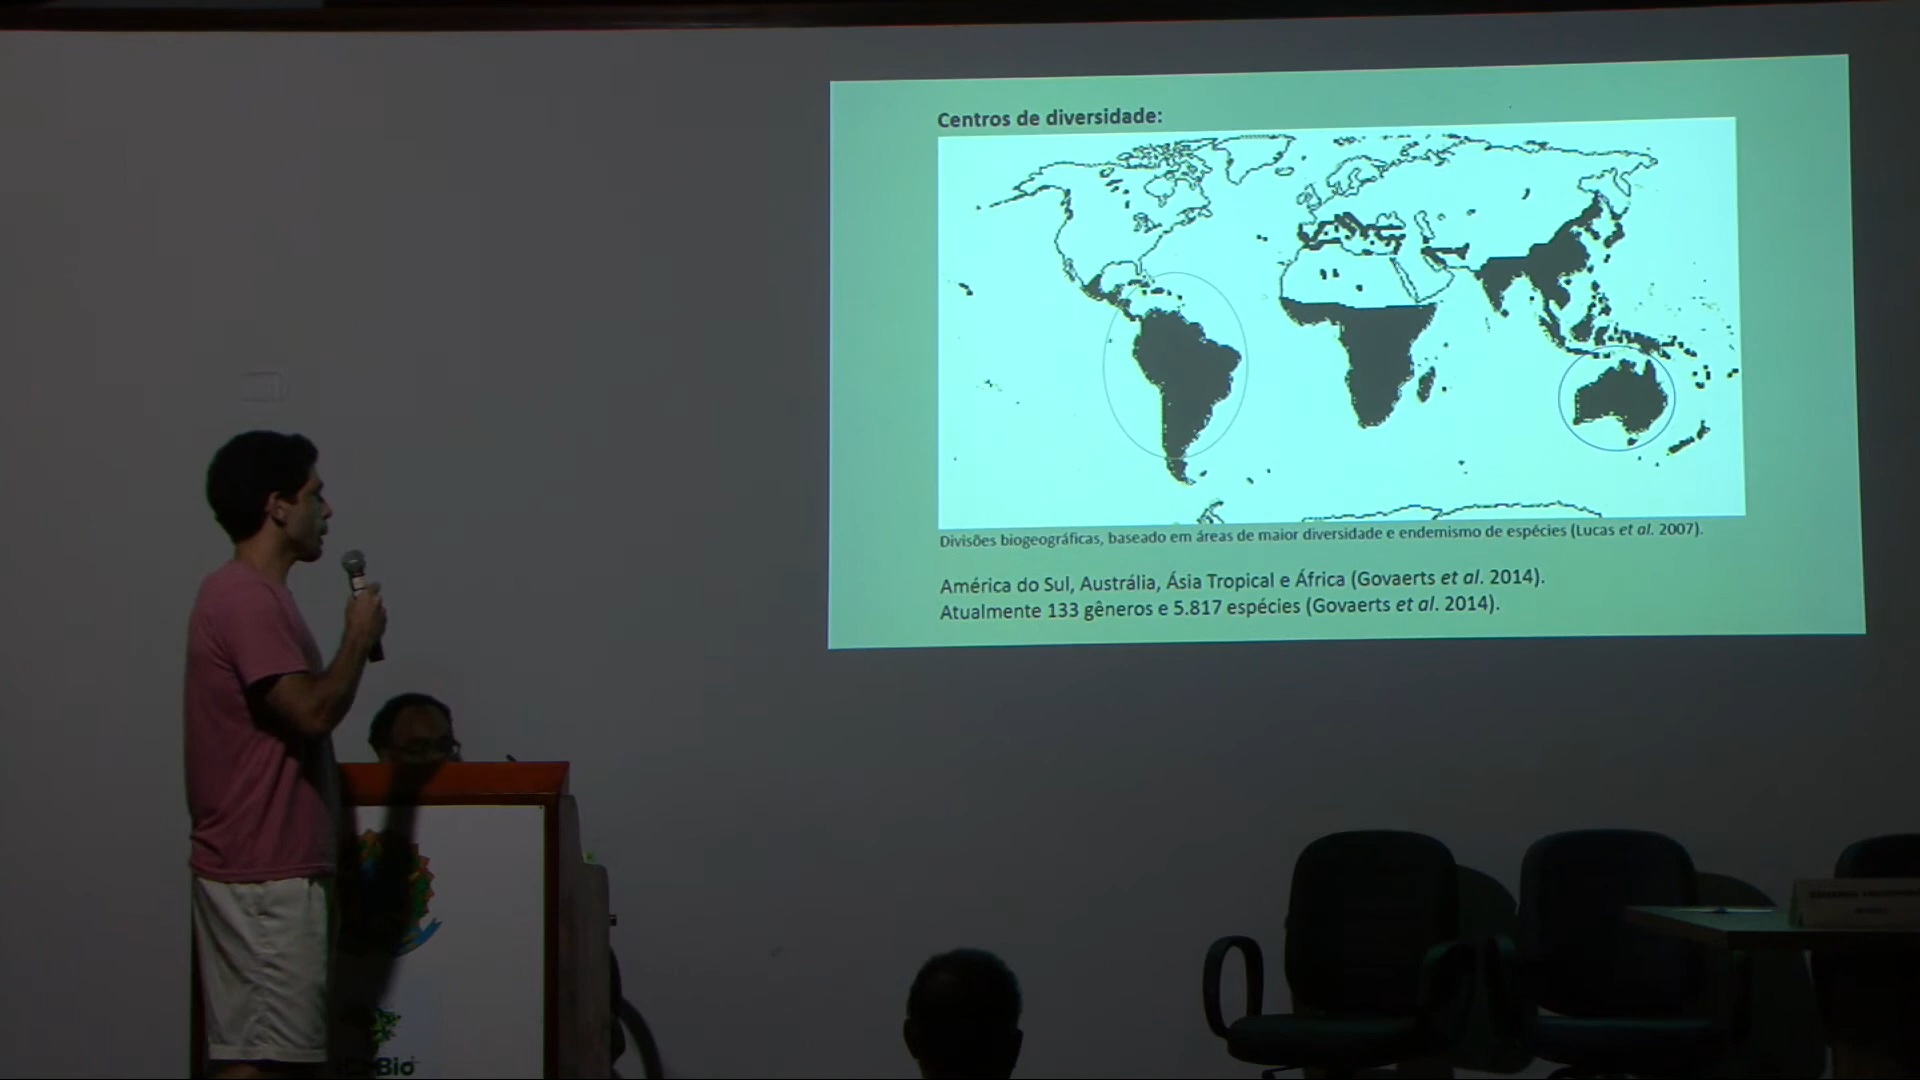 Centros de diversidade:
Divisões biogeográficas, baseado em áreas de maior diversidade e endemismo de espécies (Lucas et al. 2007).
América do Sul, Austrália, Ásia Tropical e África (Govaerts et al. 2014).
Atualmente 133 gêneros e 5.817 espécies (Govaerts et al. 2014).